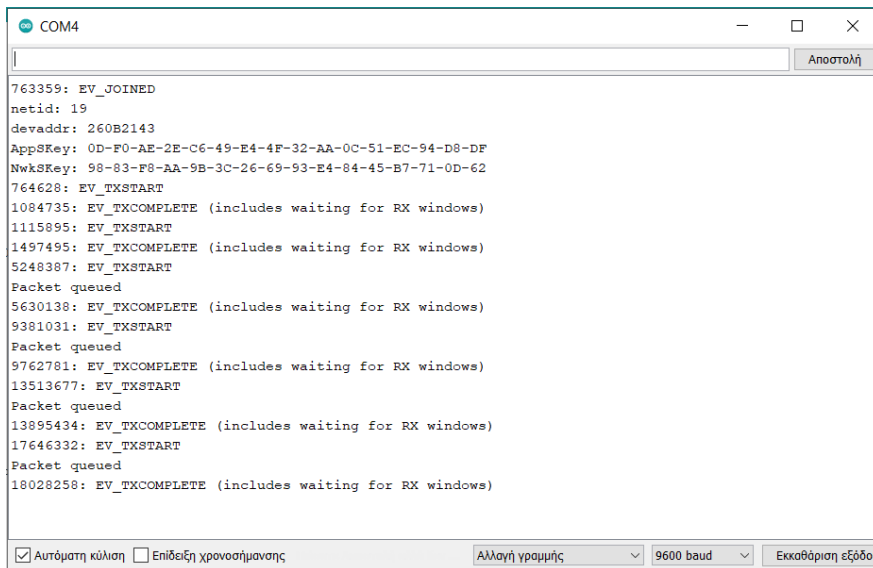 COM4
Αποστολή
763359: EV_JOINED
netid: 19
devaddr: 260B2143
AppSKey: 0D-F0-AE-2E-C6-49-E4-4F-32-AA-0C-51-EC-94-D8-DF
NwkSKey: 98-83-F8-AA-9B-3C-26-69-93-E4-84-45-B7-71-0D-62
764628: EV_TXSTART
1084735: EV_TXCOMPLETE (includes waiting for RX windows)
1115895: EV_TXSTART
1497495: EV_TXCOMPLETE (includes waiting for RX windows)
5248387: EV_TXSTART
Packet queued
5630138: EV_TXCOMPLETE (includes waiting for RX windows)
9381031: EV_TXSTART
Packet queued
9762781: EV_TXCOMPLETE (includes waiting for RX windows)
13513677: EV_TXSTART
Packet queued
13895434: EV_TXCOMPLETE (includes waiting for RX windows)
17646332: EV_TXSTART
Packet queued
18028258: EV_TXCOMPLETE (includes waiting for RX windows)
Αυτόματη κύλιση Επίδειξη χρονοσήμανσης Αλλαγή γραμμής 9600 baud Εκκαθάριση εξόδο